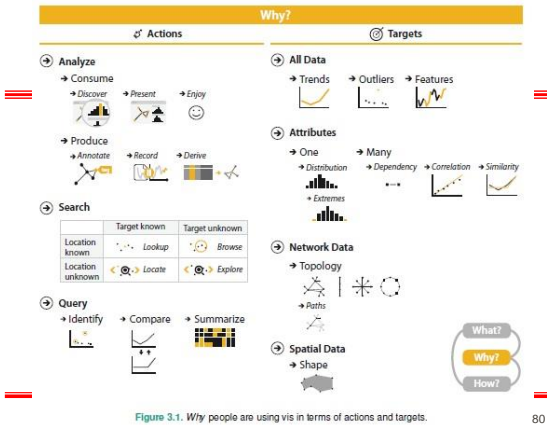 Why?
Actions
Targets
Analyze
Consume
Discover
Present
Enjoy
Produce
Annotate
Record
Derive
Search
Target known
Target unknown
Location known
Lookup
Browse
Location unknown
Locate
Explore
Query
Identify
Compare
Summarize
All Data
Trends
Outliers
Features
Attributes
One
Many
Distribution
Dependency
Correlation
Similarity
Extremes
Network Data
Topology
Paths
Spatial Data
Shape
What?
Why?
How?
Figure 3.1. Why people are using vis in terms of actions and targets.
80